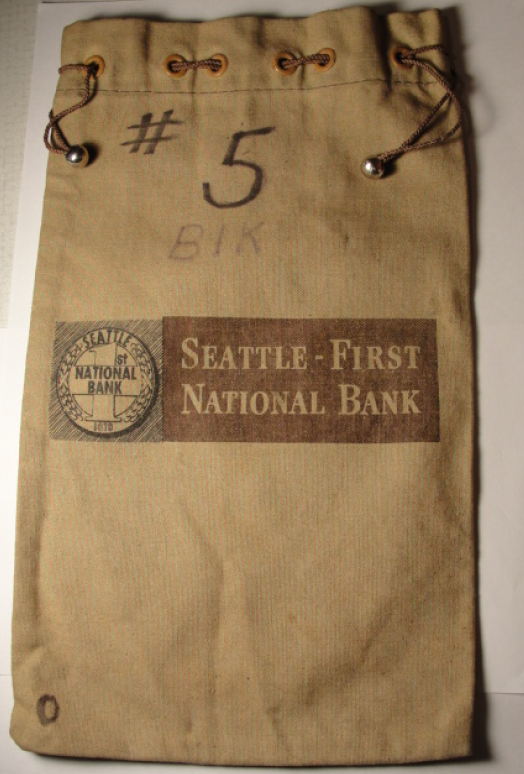 # 5
BIK
SEATTLE
1st
NATIONAL
BANK
SEATTLE-FIRST
NATIONAL BANK
O